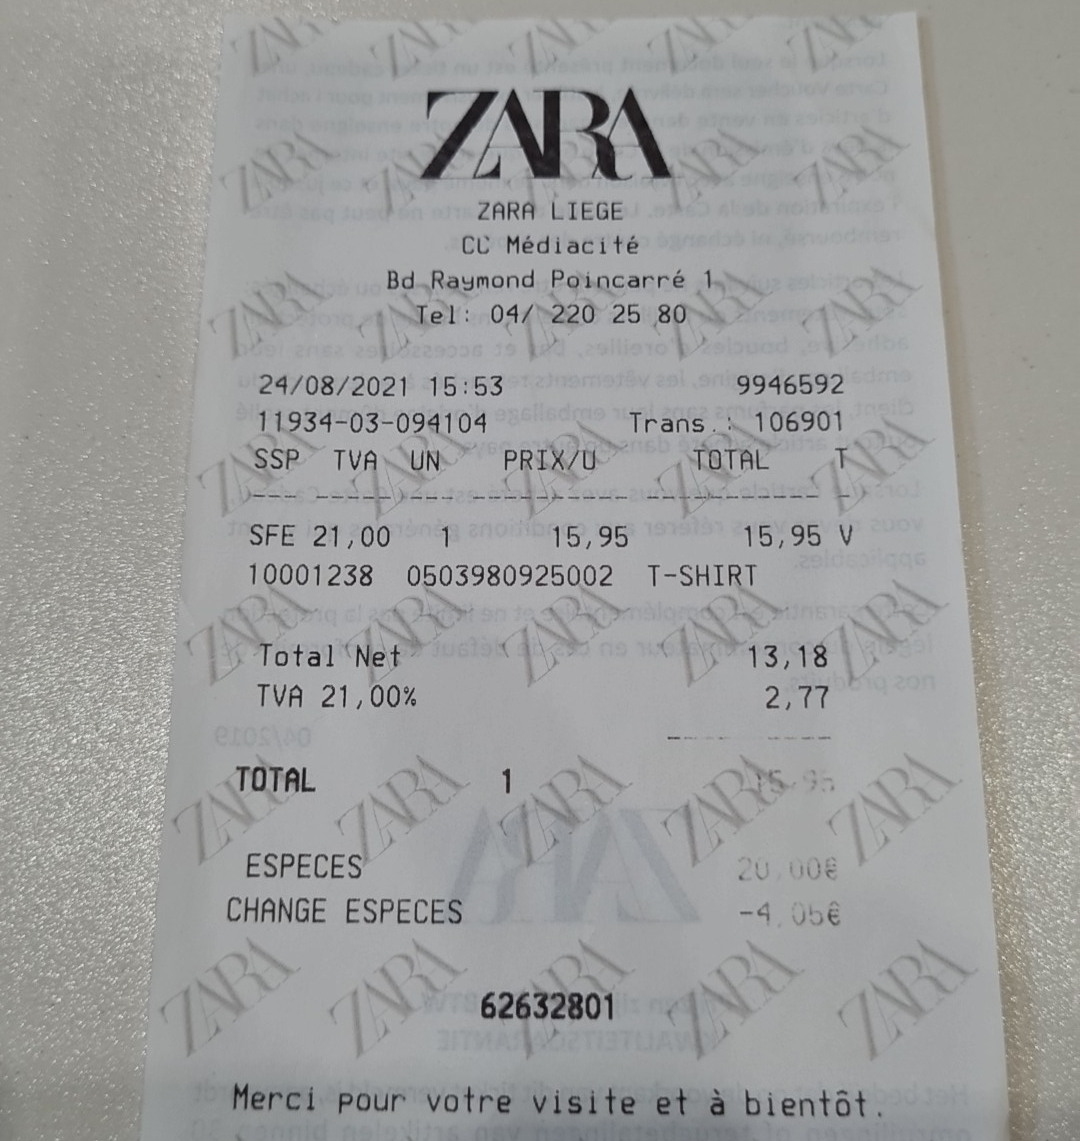 ZARA
ZARA LIEGE
CC Médiacité
Bd Raymond Poincarré 1
Tel: 04/ 220 25 80
24/08/2021 15:53 9946592
11934-03-094104 Trans.: 106901
SSP TVA UN PRIX/U TOTAL T
SFE 21,00 1 15,95 15,95 V
10001238 0503980925002 T-SHIRT
Total Net 13,18
TVA 21,00% 2,77
TOTAL 1 15,95
ESPECES 20,00€
CHANGE ESPECES -4,05€
62632801
Merci pour votre visite et à bientôt.